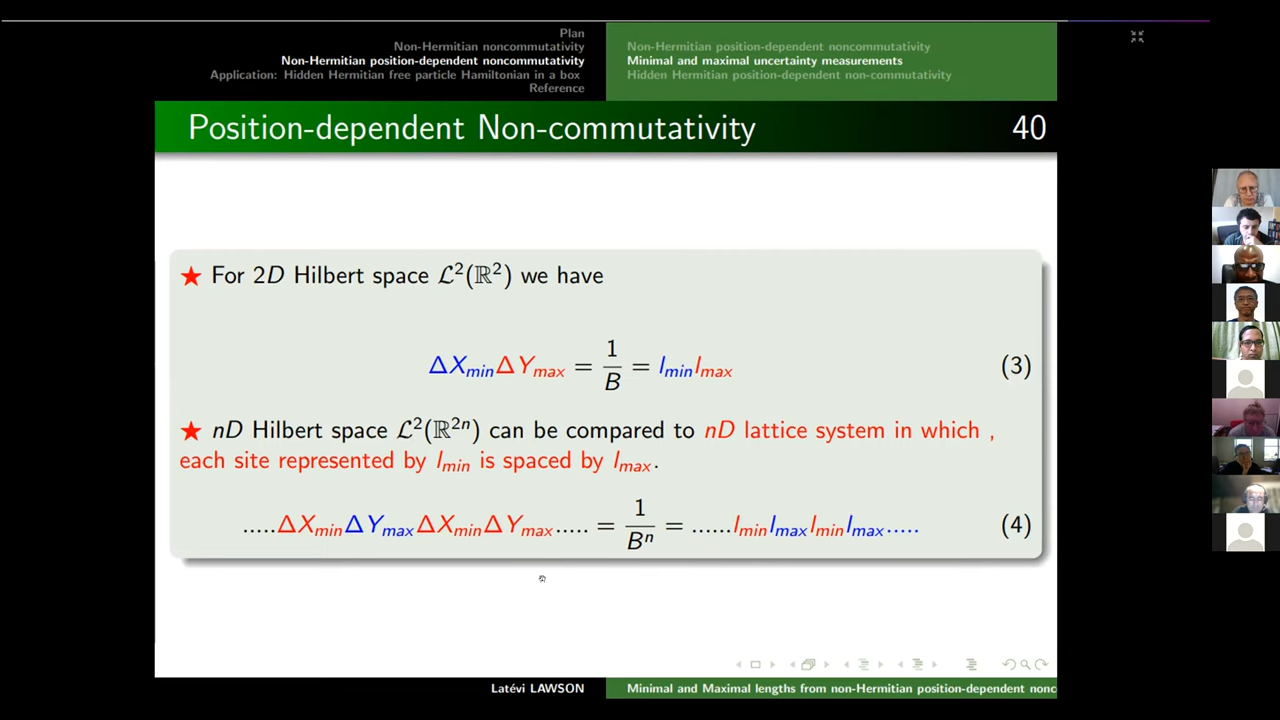 Plan
Non-Hermitian noncommutativity
Non-Hermitian position-dependent noncommutativity
Application: Hidden Hermitian free particle Hamiltonian in a box
Reference
Non-Hermitian position-dependent noncommutativity
Minimal and maximal uncertainty measurements
Hidden Hermitian position-dependent non-commutativity
Position-dependent Non-commutativity 40
★ For 2D Hilbert space ℒ²(ℝ²) we have
ΔX_min ΔY_max = 1/B = l_min l_max (3)
★ nD Hilbert space ℒ²(ℝ²ⁿ) can be compared to nD lattice system in which ,
each site represented by l_min is spaced by l_max .
.....ΔX_min ΔY_max ΔX_min ΔY_max ..... = 1/Bⁿ = ......l_min l_max l_min l_max ..... (4)
Latévi LAWSON
Minimal and Maximal lengths from non-Hermitian position-dependent nonc